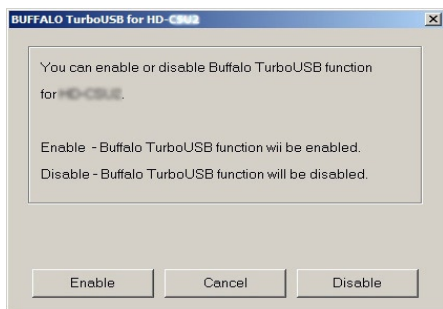 BUFFALO TurboUSB for HD-
You can enable or disable Buffalo TurboUSB function
for
Enable - Buffalo TurboUSB function wii be enabled.
Disable - Buffalo TurboUSB function will be disabled.
Enable
Cancel
Disable